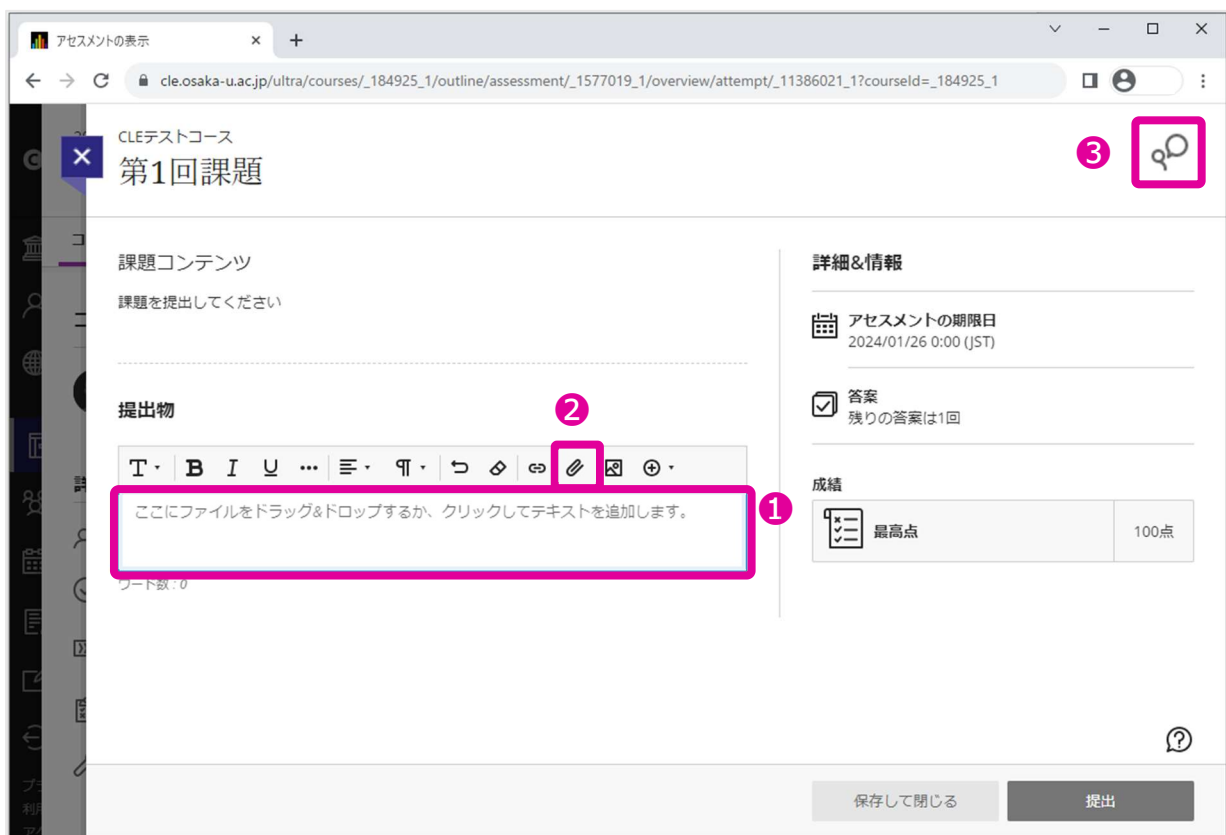 アセスメントの表示
cle.osaka-u.ac.jp/ultra/courses/_184925_1/outline/assessment/_1577019_1/overview/attempt/_11386021_1?courseId=_184925_1
CLEテストコース
第1回課題
❸
課題コンテンツ
課題を提出してください
詳細&情報
アセスメントの期限日
2024/01/26 0:00 (JST)
答案
残りの答案は1回
提出物
❷
T B I U
ここにファイルをドラッグ&ドロップするか、クリックしてテキストを追加します。
❶
ワード数 : 0
成績
最高点 100点
保存して閉じる 提出